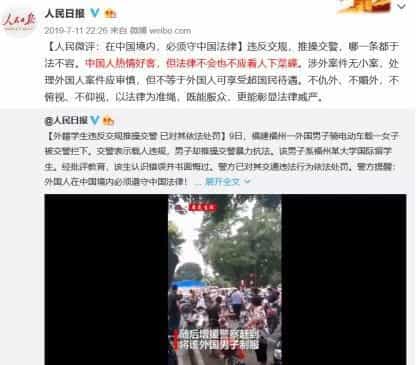 人民日报
人民日报
2019-7-11 22:26 来自 微博 weibo.com
【人民微评：在中国境内，必须守中国法律】违反交规，推搡交警，哪一条都于
法不容。中国人热情好客，但法律不会也不应看人下菜碟。涉外案件无小案，处
理外国人案件应审慎，但不等于外国人可享受超国民待遇。不仇外、不媚外，不
俯视、不仰视，以法律为准绳，既能服众，更能彰显法律威严。
@人民日报
【外籍学生违反交规推搡交警 已对其依法处罚】9日，福建福州一外国男子骑电动车载一女子
被交警拦下。交警表示载人违规，男子却推搡交警暴力抗法。该男子系福州某大学国际留学
生。经批评教育，该生认识错误并书面悔过。警方已对其交通违法行为依法处罚。警方提醒：
外国人在中国境内必须遵守中国法律！ ... 展开全文
随后增援警察赶到
将该外国男子制服